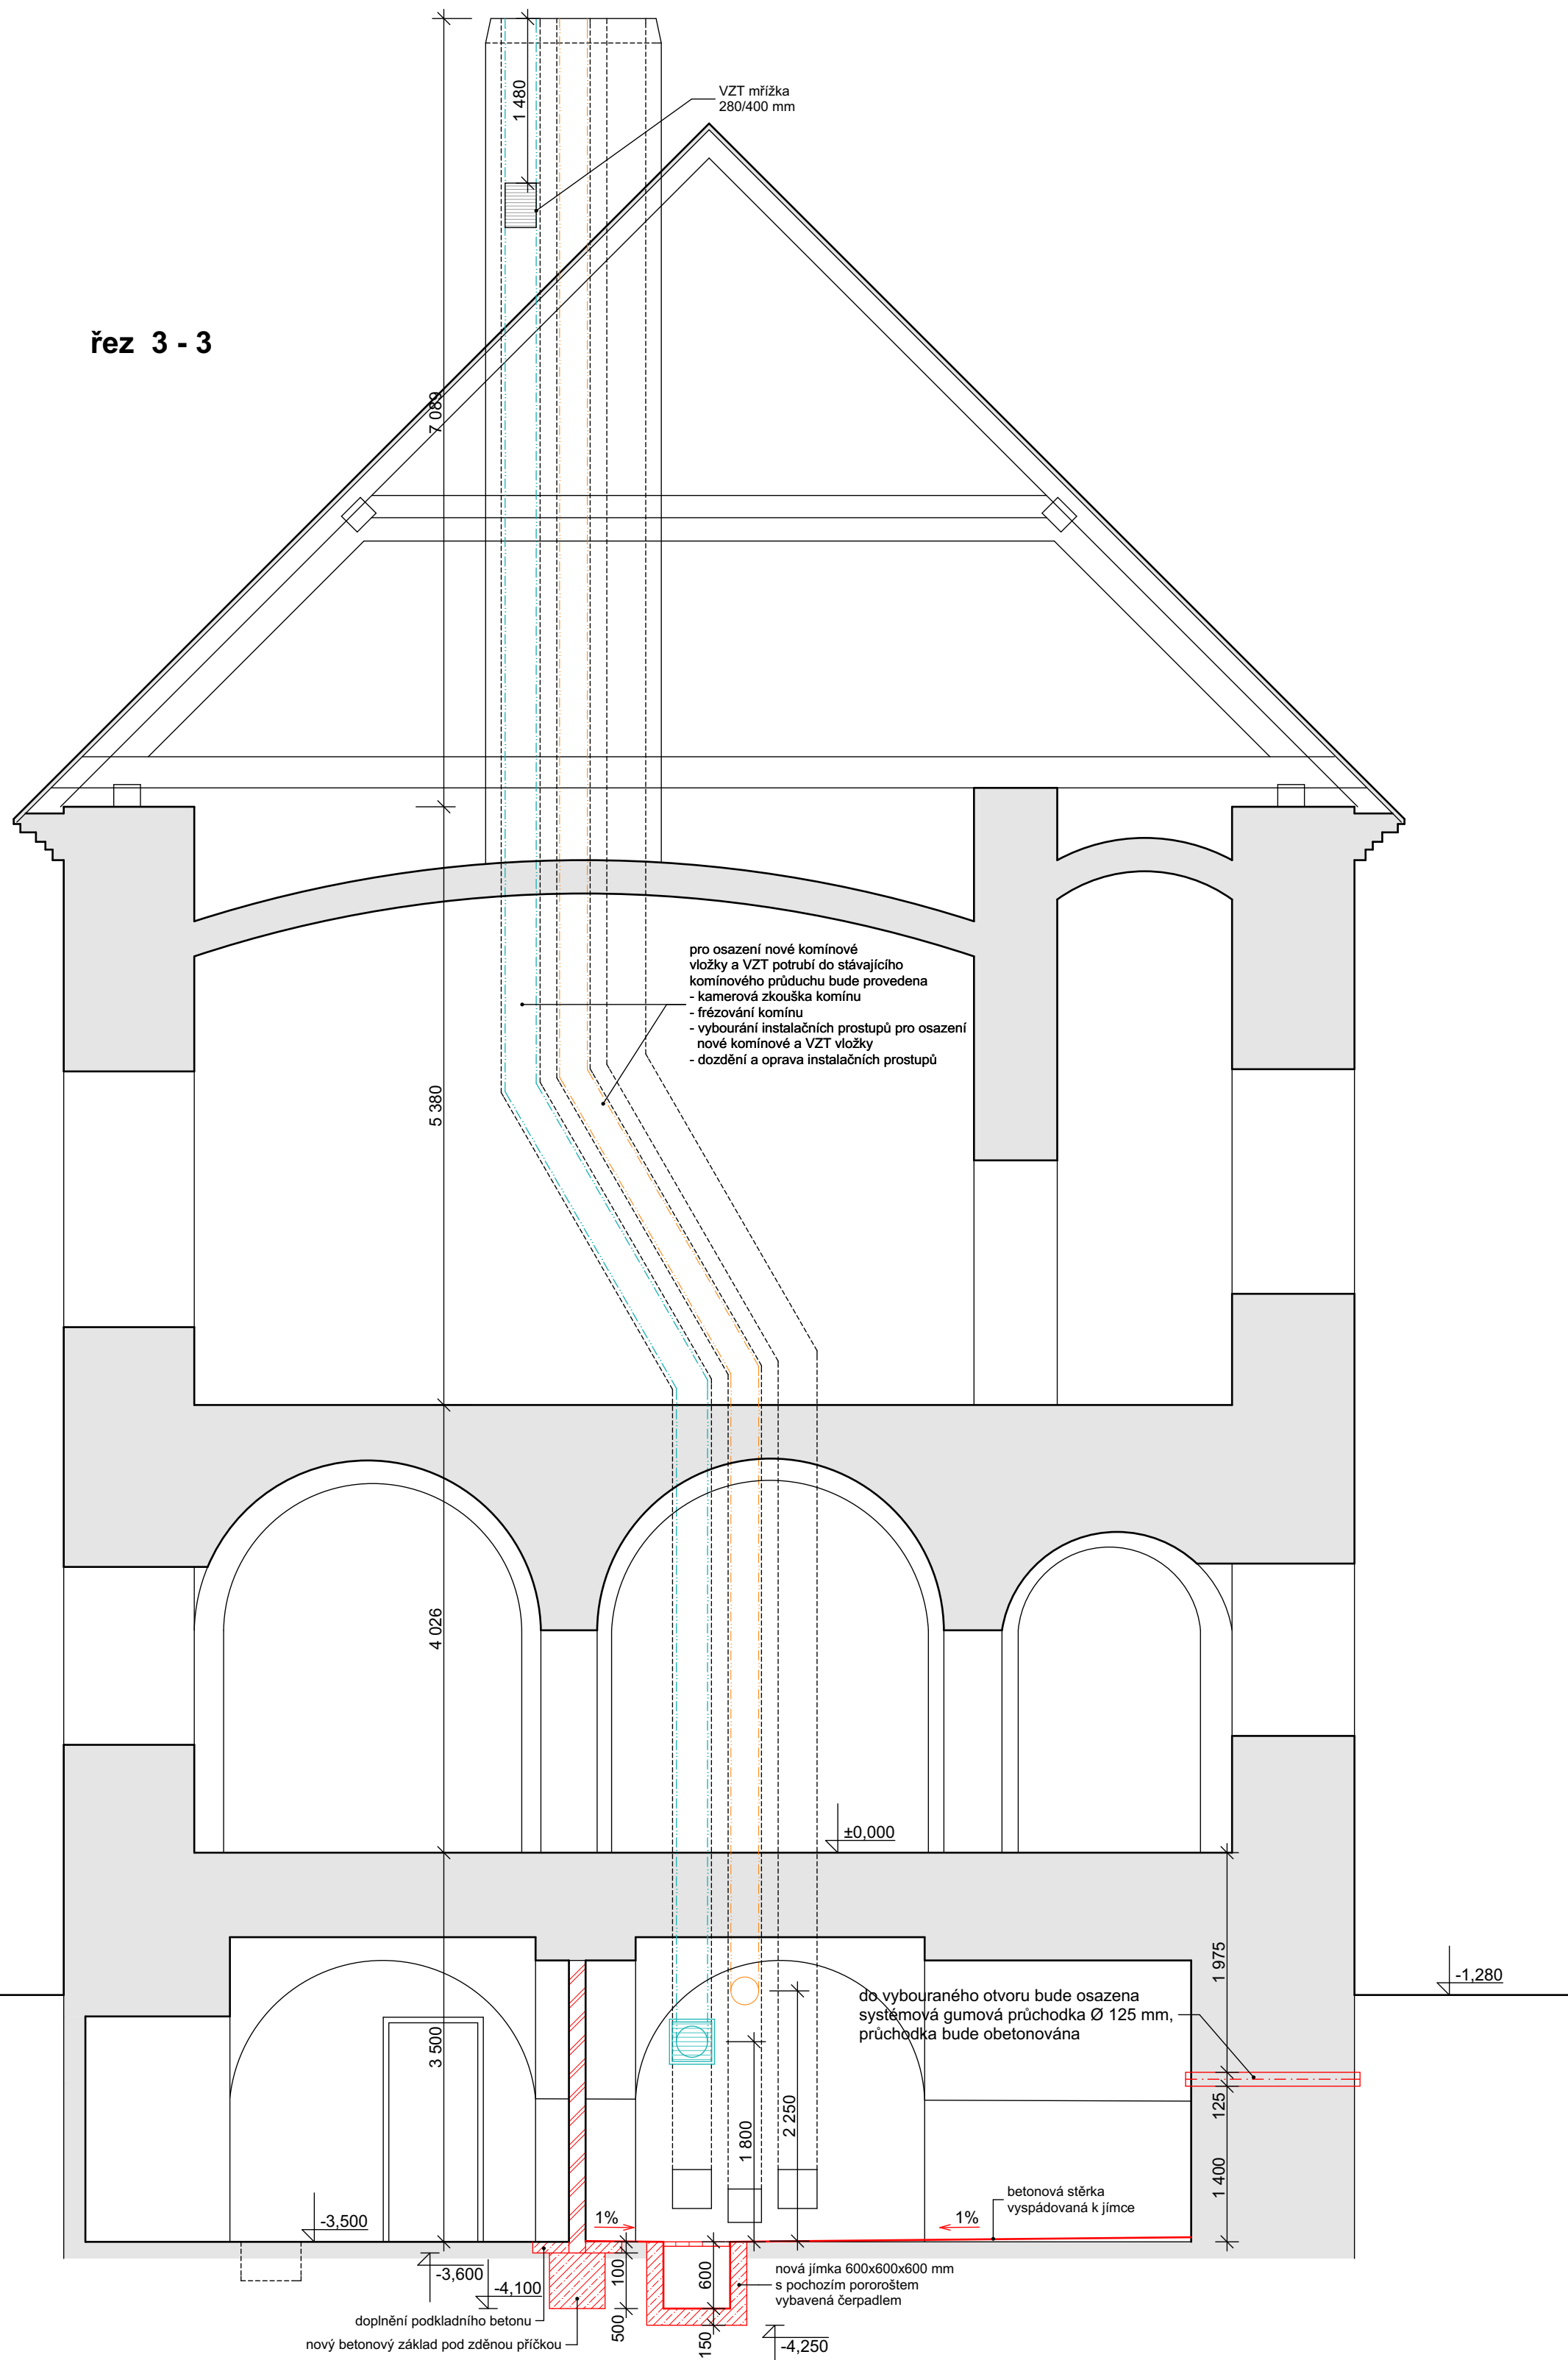 1 480
VZT mřížka
280/400 mm
řez 3 - 3
7 089
pro osazení nové komínové
vložky a VZT potrubí do stávajícího
komínového průduchu bude provedena
- kamerová zkouška komínu
- frézování komínu
- vybourání instalačních prostupů pro osazení
nové komínové a VZT vložky
- dozdění a oprava instalačních prostupů
5 380
4 026
±0,000
1 975
-1,280
do vybouraného otvoru bude osazena
systémová gumová průchodka Ø 125 mm,
průchodka bude obetonována
3 500
125
2 250
1 800
1 400
betonová stěrka
vyspádovaná k jímce
-3,500
1%
1%
-3,600
-4,100
100
600
nová jímka 600x600x600 mm
s pochozím pororoštem
vybavená čerpadlem
doplnění podkladního betonu
500
nový betonový základ pod zděnou příčkou
150
-4,250